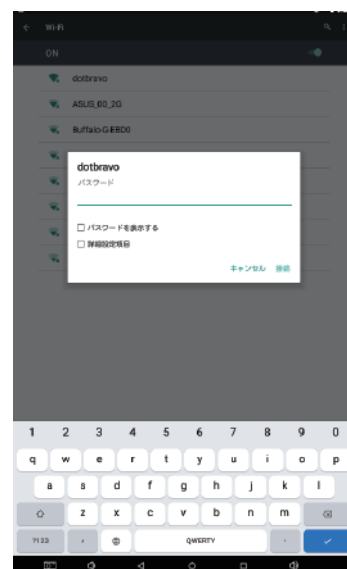 Wi-Fi
ON
dotbravo
ASUS_60_2G
Buffalo-G-EBD0
dotbravo
パスワード
パスワードを表示する
詳細設定項目
キャンセル 接続
1 2 3 4 5 6 7 8 9 0
q w e r t y u i o p
a s d f g h j k l
z x c v b n m
?123 , QWERTY .